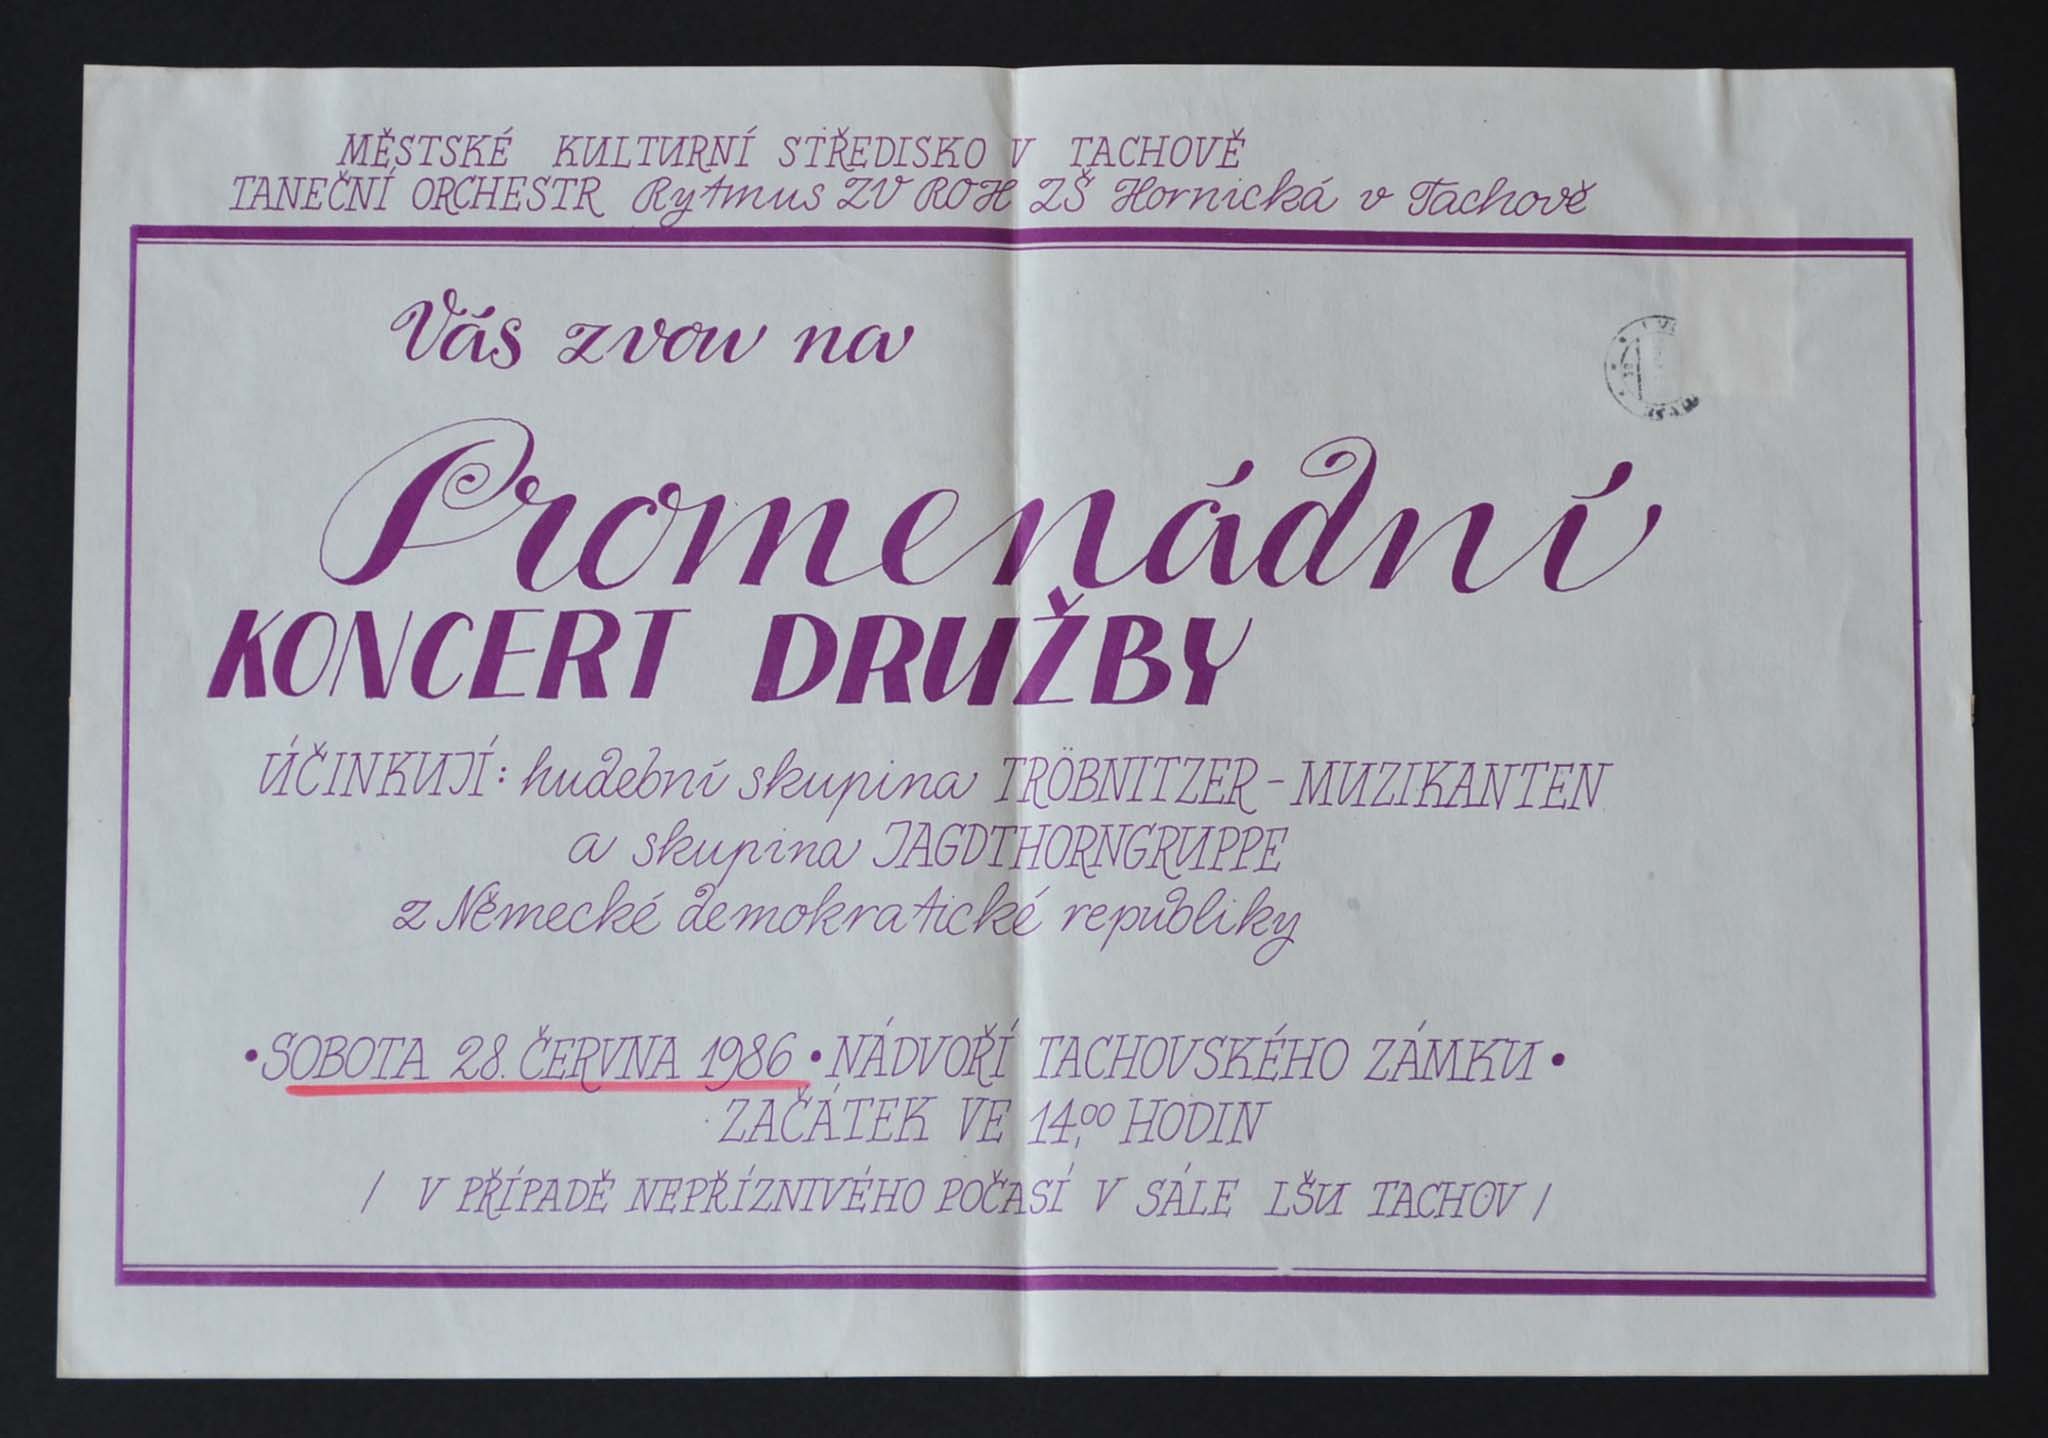 MĚSTSKÉ KULTURNÍ STŘEDISKO V TACHOVĚ
TANEČNÍ ORCHESTR Rytmus ZV ROH ZŠ Hornická v Tachově
Vás zvou na
Promenádní
KONCERT DRUŽBY
ÚČINKUJÍ: hudební skupina TRÖBNITZER - MUZIKANTEN
a skupina JAGDTHORNGRUPPE
z Německé demokratické republiky
• SOBOTA 28. ČERVNA 1986 • NÁDVOŘÍ TACHOVSKÉHO ZÁMKU •
ZAČÁTEK VE 14,00 HODIN
/ V PŘÍPADĚ NEPŘÍZNIVÉHO POČASÍ V SÁLE LŠU TACHOV /